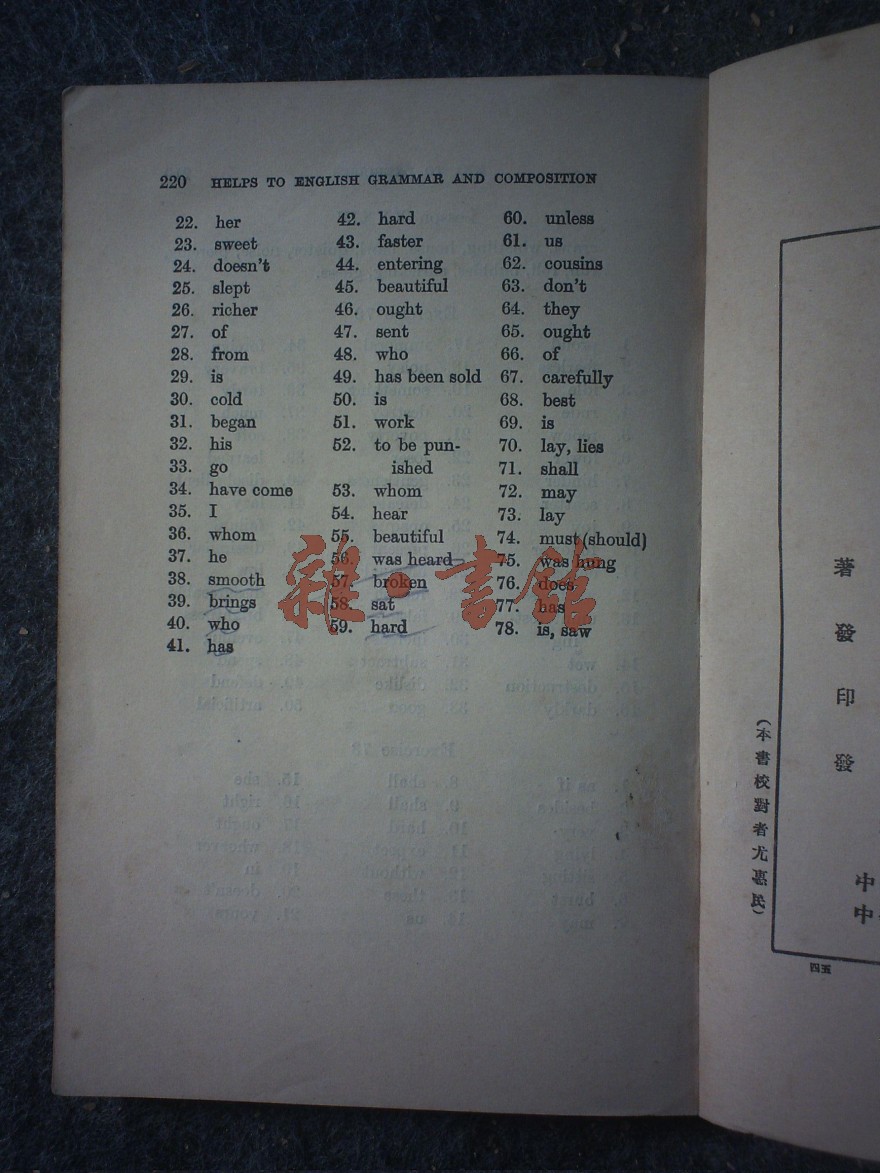 220 HELPS TO ENGLISH GRAMMAR AND COMPOSITION
22. her
23. sweet
24. doesn't
25. slept
26. richer
27. of
28. from
29. is
30. cold
31. began
32. his
33. go
34. have come
35. I
36. whom
37. he
38. smooth
39. brings
40. who
41. has
42. hard
43. faster
44. entering
45. beautiful
46. ought
47. sent
48. who
49. has been sold
50. is
51. work
52. to be pun-
ished
53. whom
54. hear
55. beautiful
56. was heard
57. broken
58. sat
59. hard
60. unless
61. us
62. cousins
63. don't
64. they
65. ought
66. of
67. carefully
68. best
69. is
70. lay, lies
71. shall
72. may
73. lay
74. must (should)
75. was hung
76. does
77. has
78. is, saw
雜·書館
著
發
印
發
(本書校對者尤惠民)
中
四五